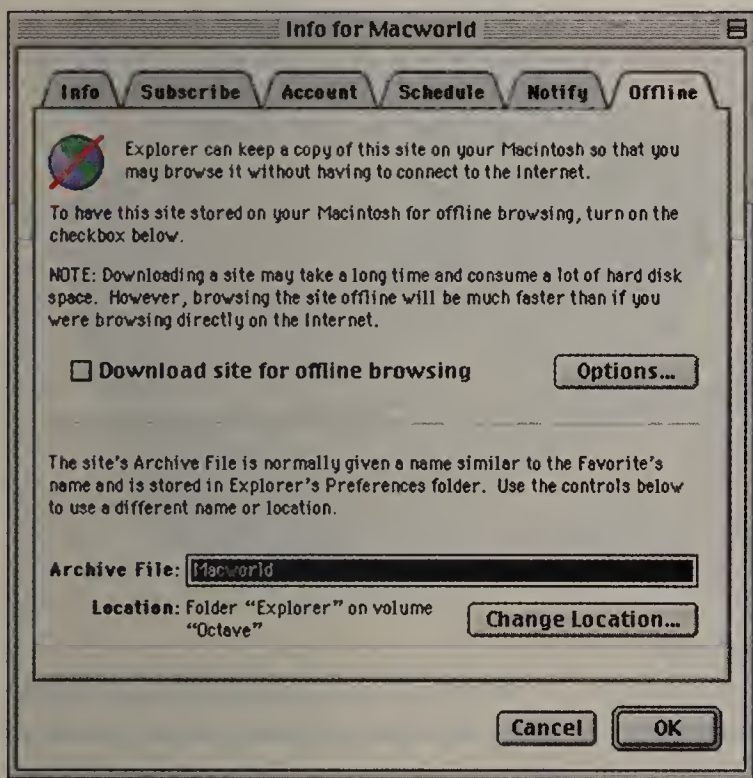 Info for Macworld
Info Subscribe Account Schedule Notify Offline
Explorer can keep a copy of this site on your Macintosh so that you
may browse it without having to connect to the Internet.
To have this site stored on your Macintosh for offline browsing, turn on the
checkbox below.
NOTE: Downloading a site may take a long time and consume a lot of hard disk
space. However, browsing the site offline will be much faster than if you
were browsing directly on the Internet.
Download site for offline browsing
Options...
The site's Archive File is normally given a name similar to the Favorite's
name and is stored in Explorer's Preferences folder. Use the controls below
to use a different name or location.
Archive File: Macworld
Location: Folder “Explorer” on volume
“Octave”
Change Location...
Cancel OK